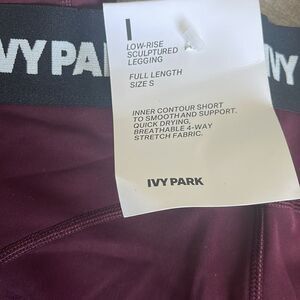 IVY PARK
I
LOW-RISE
SCULPTURED
LEGGING
FULL LENGTH
SIZE S
INNER CONTOUR SHORT
TO SMOOTH AND SUPPORT.
QUICK DRYING,
BREATHABLE 4-WAY
STRETCH FABRIC.
IVY PARK